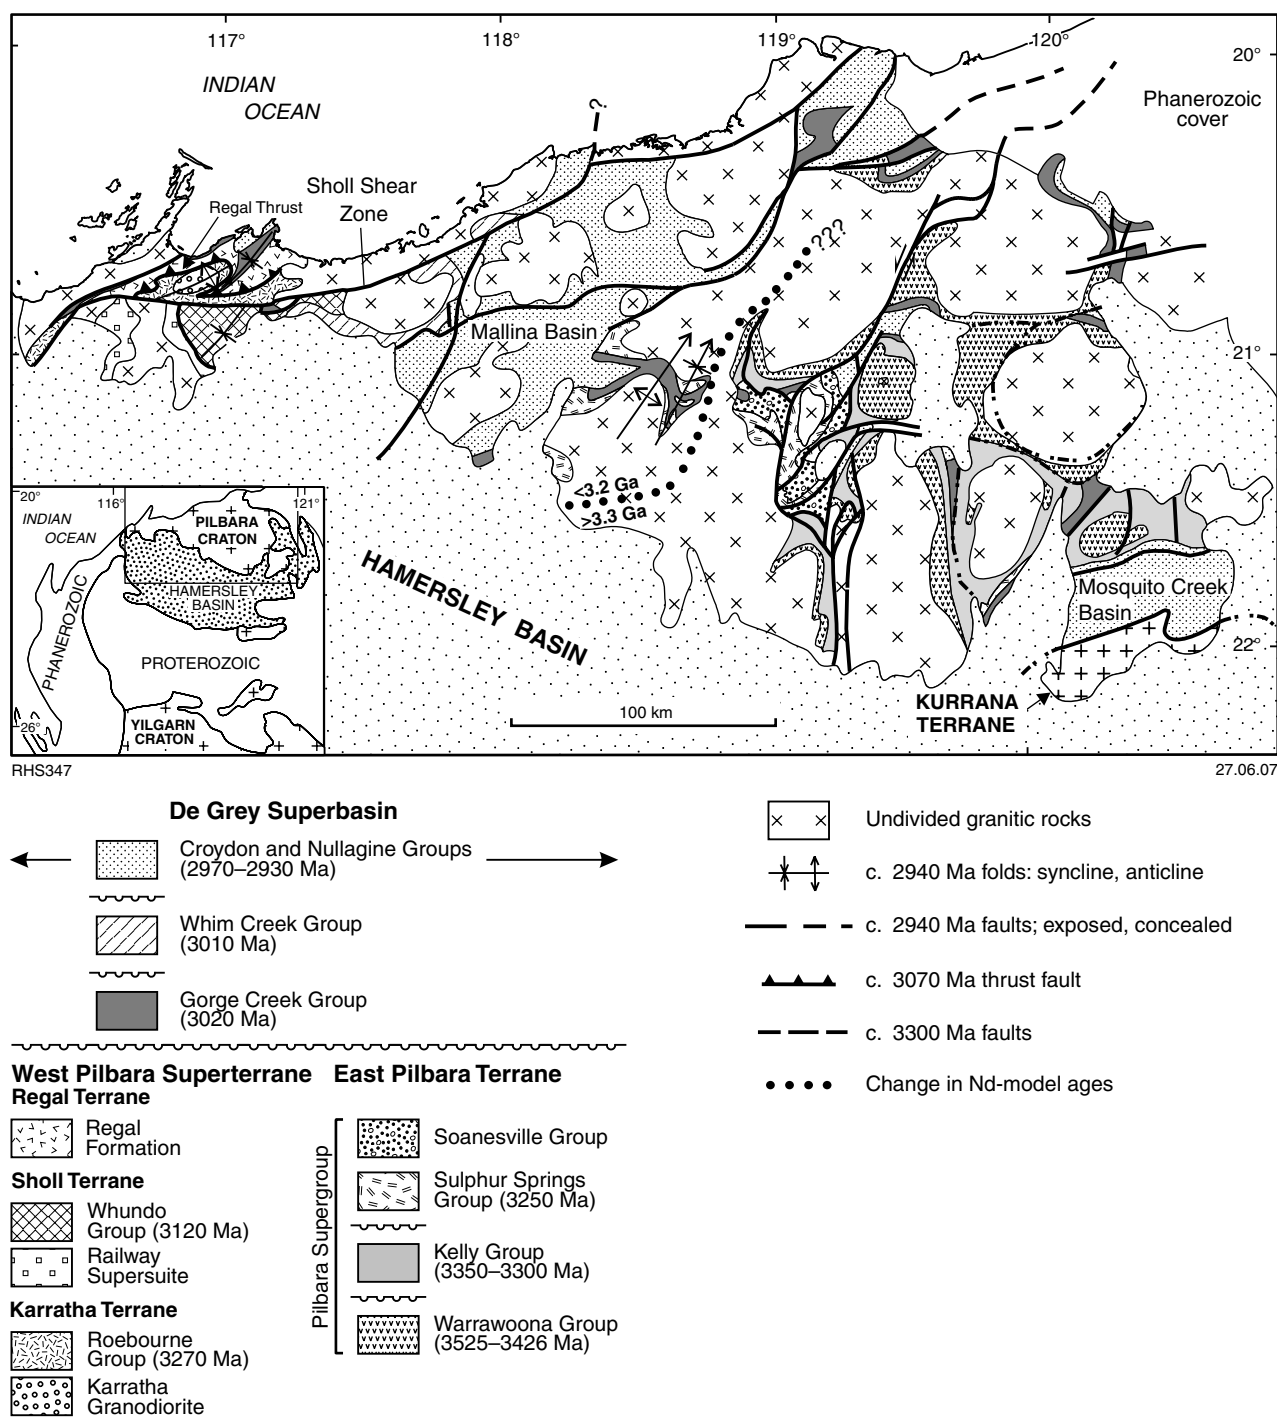 117°
118°
119°
120°
20°
INDIAN
OCEAN
?
Phanerozoic
cover
Sholl Shear
Zone
Regal Thrust
???
Mallina Basin
21°
<3.2 Ga
>3.3 Ga
HAMERSLEY BASIN
Mosquito Creek
Basin
22°
KURRANA
TERRANE
100 km
20°
116°
121°
INDIAN
OCEAN
PILBARA
CRATON
HAMERSLEY
BASIN
PHANEROZOIC
PROTEROZOIC
26°
YILGARN
CRATON
RHS347
27.06.07
De Grey Superbasin
Croydon and Nullagine Groups
(2970–2930 Ma)
Whim Creek Group
(3010 Ma)
Gorge Creek Group
(3020 Ma)
West Pilbara Superterrane
Regal Terrane
Regal
Formation
Sholl Terrane
Whundo
Group (3120 Ma)
Railway
Supersuite
Karratha Terrane
Roebourne
Group (3270 Ma)
Karratha
Granodiorite
East Pilbara Terrane
Pilbara Supergroup
Soanesville Group
Sulphur Springs
Group (3250 Ma)
Kelly Group
(3350–3300 Ma)
Warrawoona Group
(3525–3426 Ma)
Undivided granitic rocks
c. 2940 Ma folds: syncline, anticline
c. 2940 Ma faults; exposed, concealed
c. 3070 Ma thrust fault
c. 3300 Ma faults
Change in Nd-model ages